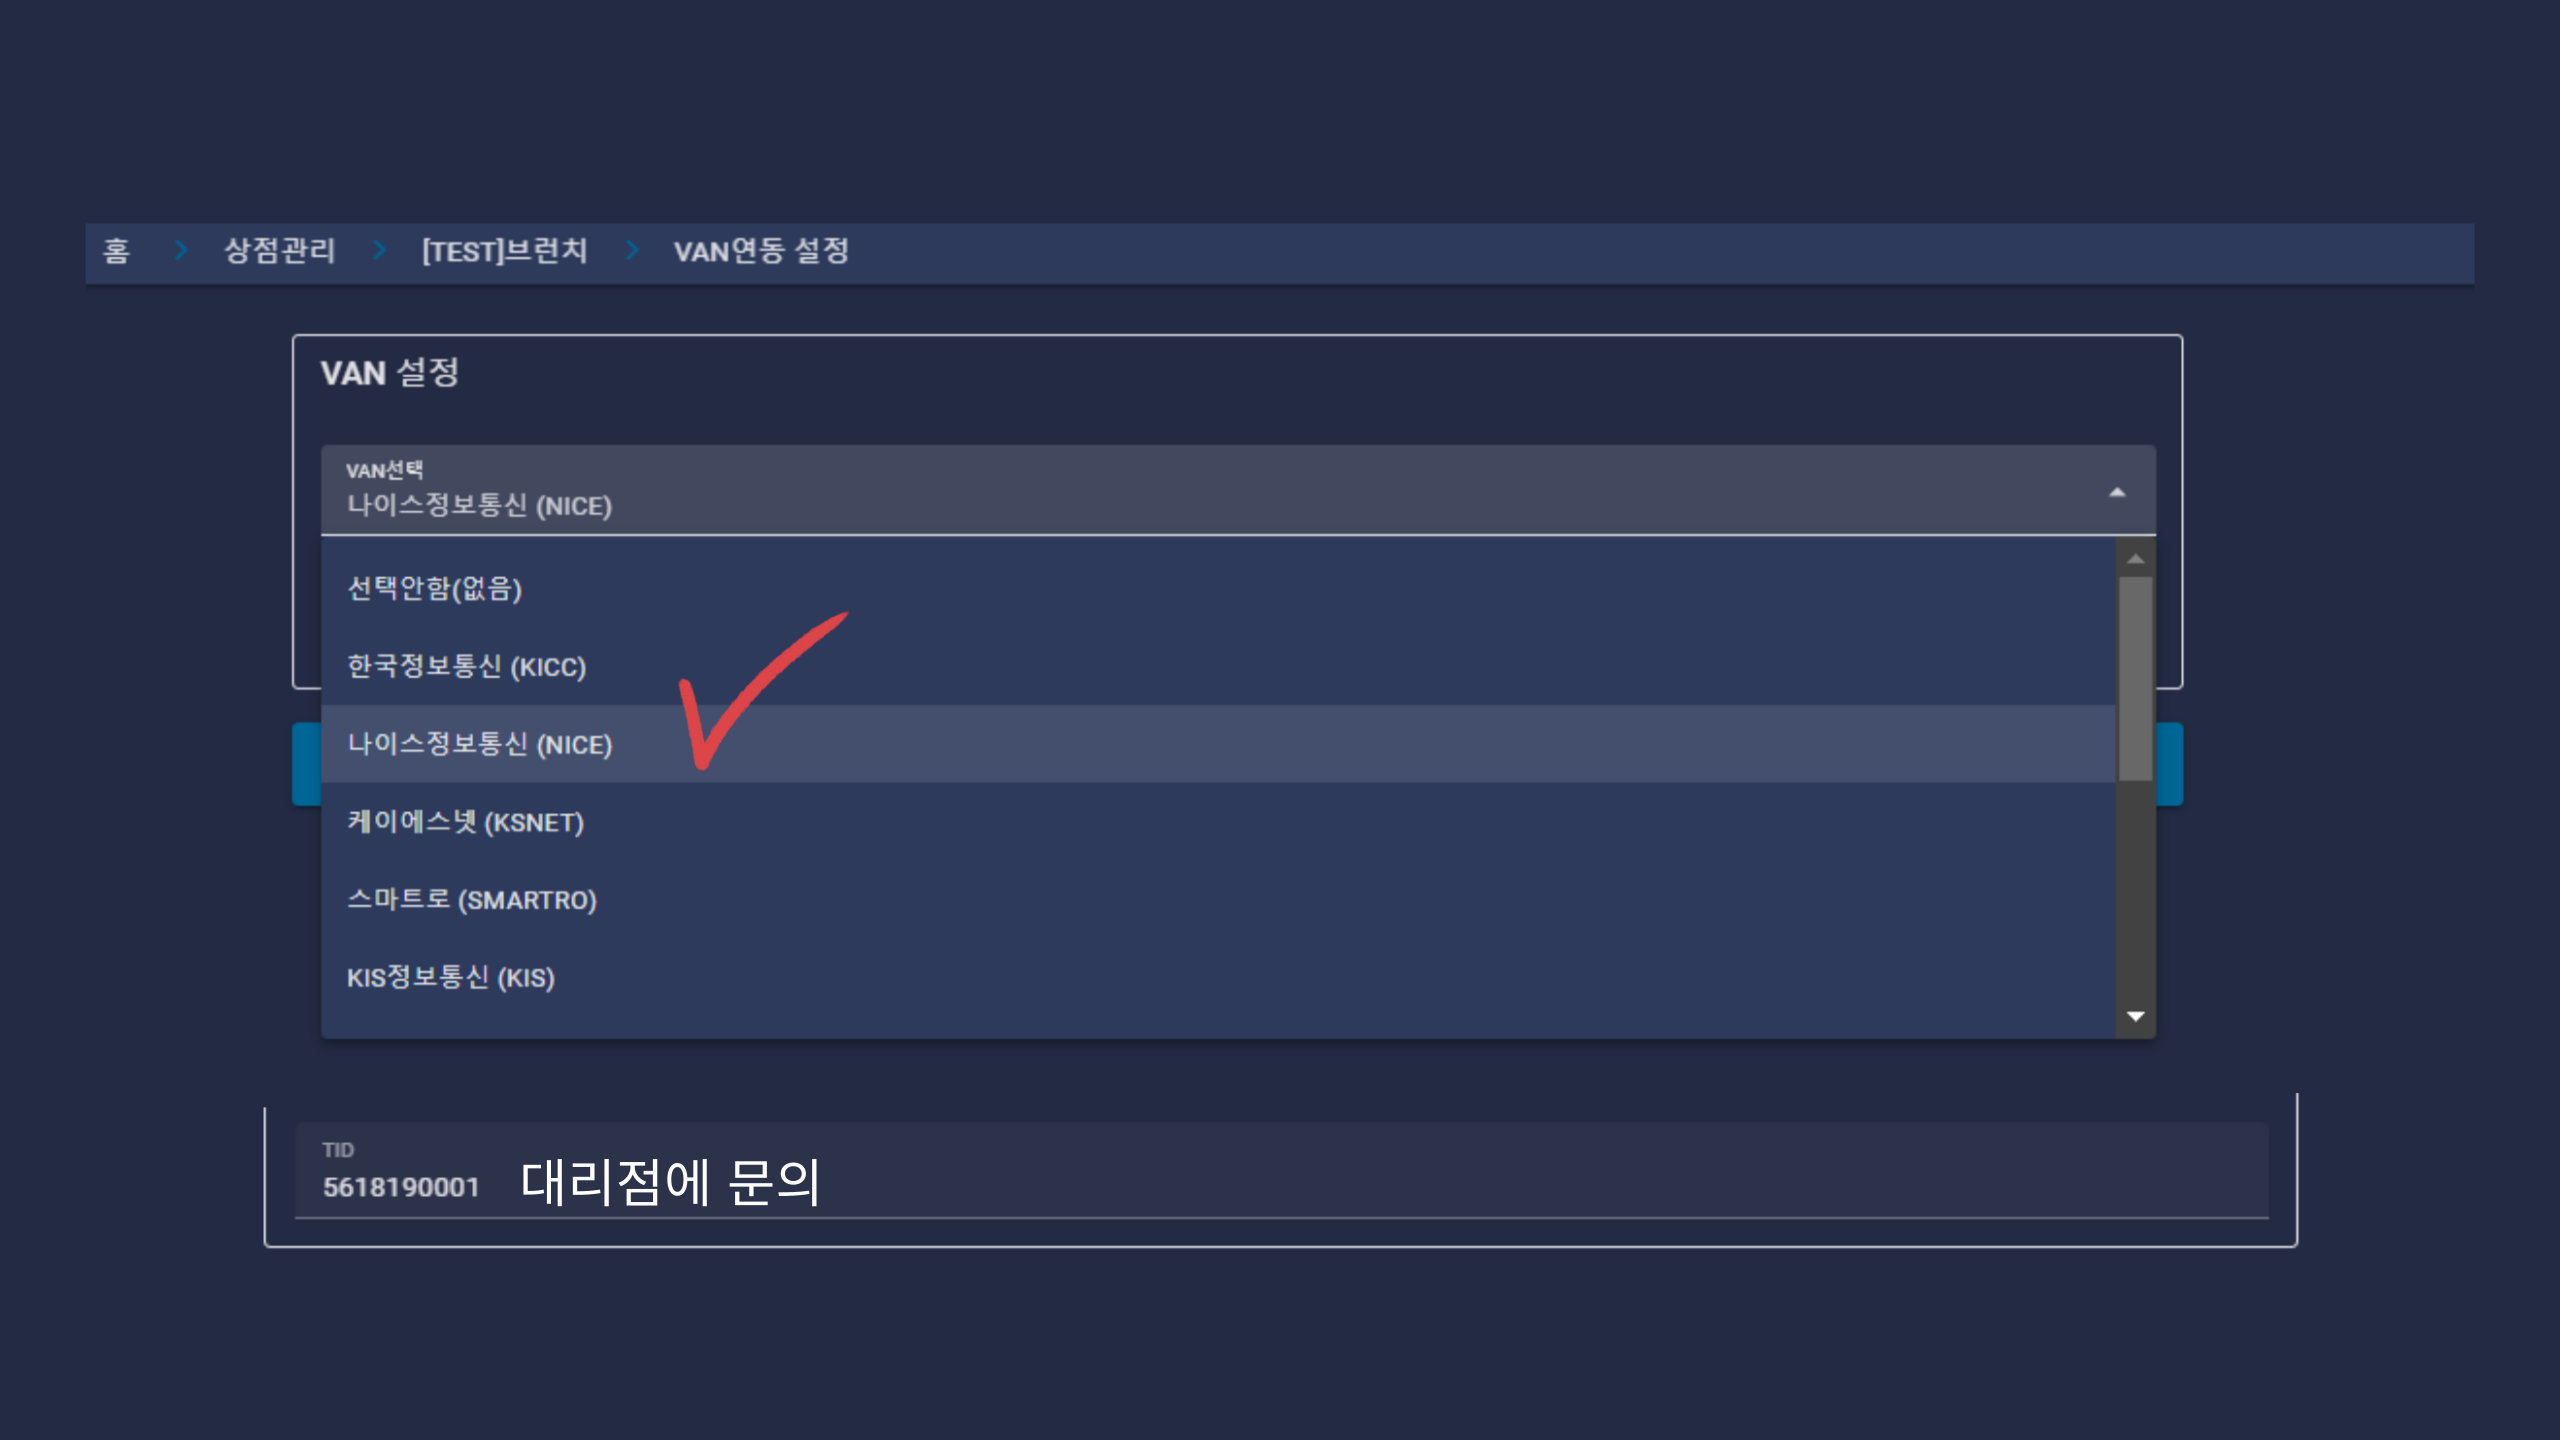 홈 > 상점관리 > [TEST]브런치 > VAN연동 설정
VAN 설정
VAN선택
나이스정보통신 (NICE)
선택안함(없음)
한국정보통신 (KICC)
나이스정보통신 (NICE)
케이에스넷 (KSNET)
스마트로 (SMARTRO)
KIS정보통신 (KIS)
TID
5618190001 대리점에 문의